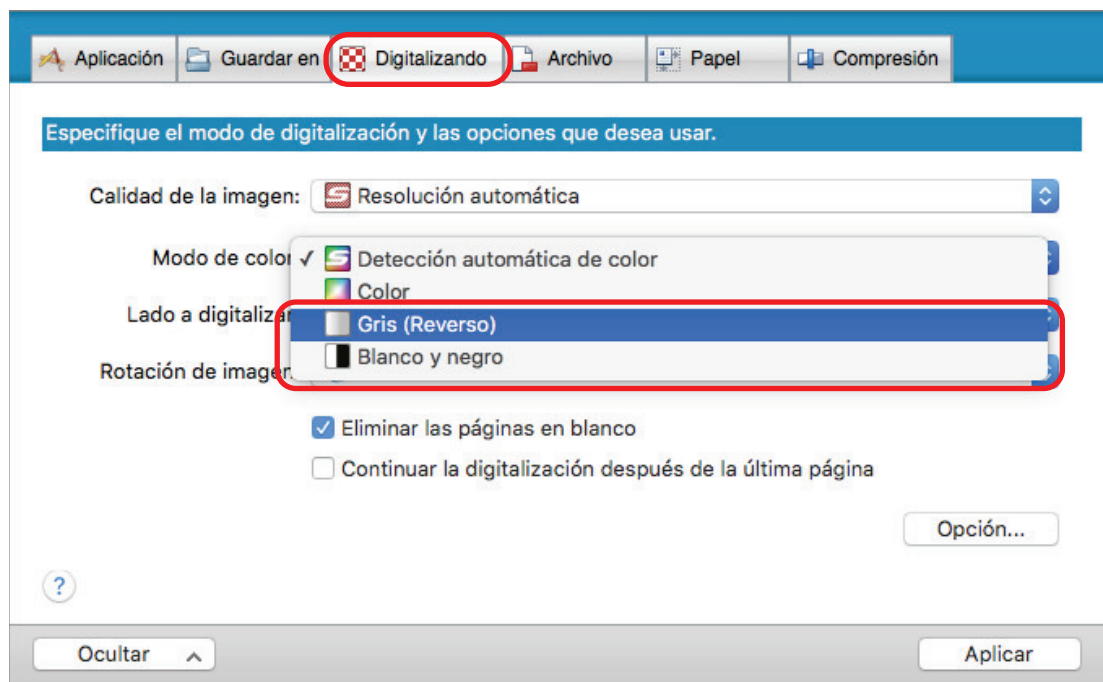 Aplicación Guardar en Digitalizando Archivo Papel Compresión
Especifique el modo de digitalización y las opciones que desea usar.
Calidad de la imagen: Resolución automática
Modo de color ✓ Detección automática de color
Color
Lado a digitalizar Gris (Reverso)
Blanco y negro
Rotación de imagen
Eliminar las páginas en blanco
Continuar la digitalización después de la última página
Opción...
?
Ocultar Aplicar